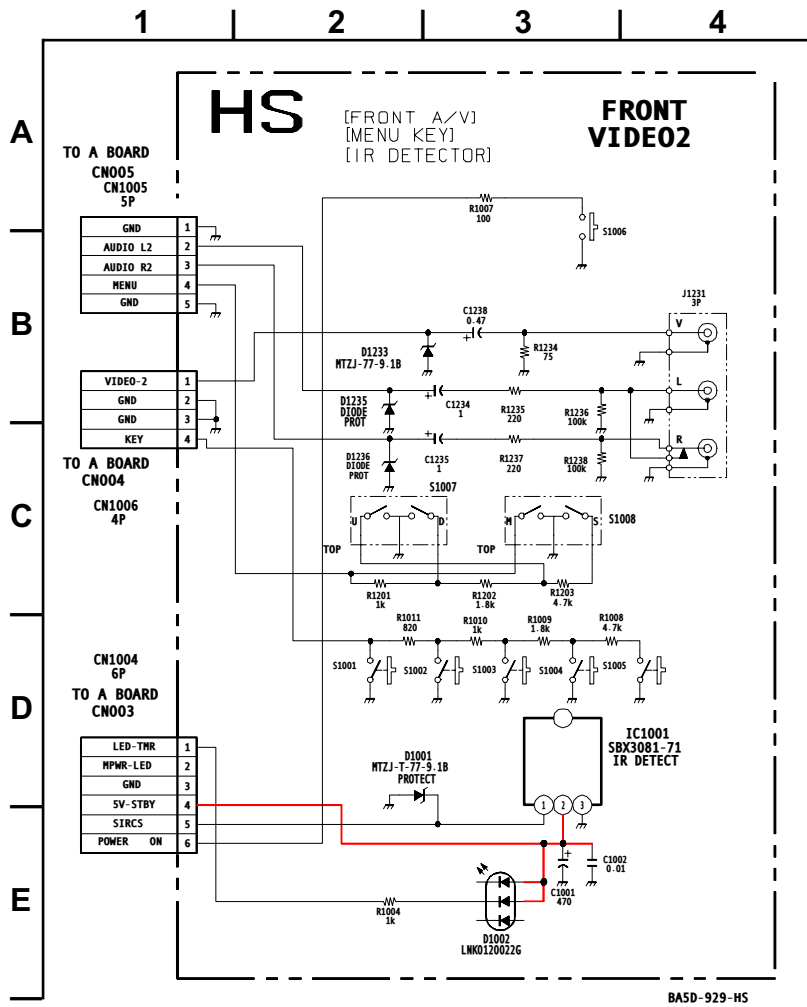 1 2 3 4
A
B
C
D
E
HS
[FRONT A/V]
[MENU KEY]
[IR DETECTOR]
FRONT
VIDEO2
TO A BOARD
CN005
CN1005
5P
GND 1
AUDIO L2 2
AUDIO R2 3
MENU 4
GND 5
R1007
100
S1006
J1231
3P
V
L
R
C1238
0.47
+
D1233
MTZJ-77-9.1B
R1234
75
VIDEO-2 1
GND 2
GND 3
KEY 4
TO A BOARD
CN004
CN1006
4P
D1235
DIODE
PROT
+
C1234
1
R1235
220
R1236
100k
D1236
DIODE
PROT
+
C1235
1
R1237
220
R1238
100k
S1007
U D
TOP
M S
S1008
TOP
R1201
1k
R1202
1.8k
R1203
4.7k
R1011
820
R1010
1k
R1009
1.8k
R1008
4.7k
S1001
S1002
S1003
S1004
S1005
CN1004
6P
TO A BOARD
CN003
LED-TMR 1
MPWR-LED 2
GND 3
5V-STBY 4
SIRCS 5
POWER ON 6
D1001
MTZJ-T-77-9.1B
PROTECT
IC1001
SBX3081-71
IR DETECT
1 2 3
+
C1001
470
C1002
0.01
R1004
1k
D1002
LNK0120022G
BA5D-929-HS